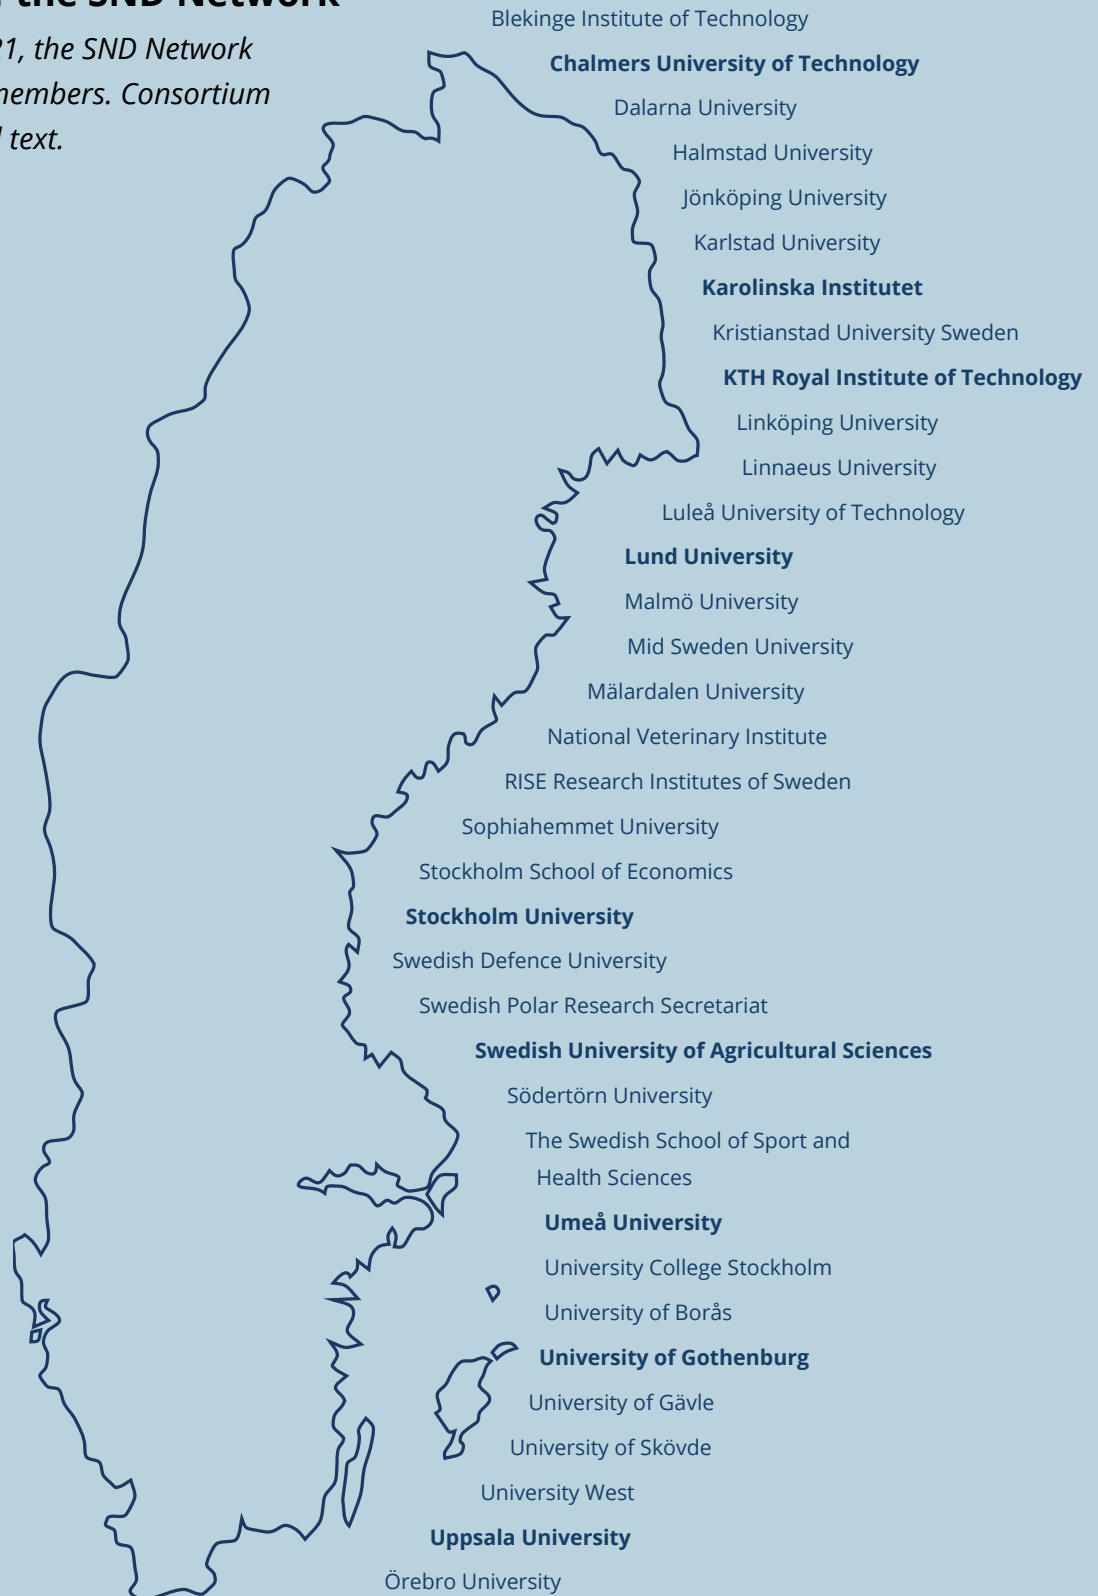 the SND Network
21, the SND Network
members. Consortium
text.
Blekinge Institute of Technology
Chalmers University of Technology
Dalarna University
Halmstad University
Jönköping University
Karlstad University
Karolinska Institutet
Kristianstad University Sweden
KTH Royal Institute of Technology
Linköping University
Linnaeus University
Luleå University of Technology
Lund University
Malmö University
Mid Sweden University
Mälardalen University
National Veterinary Institute
RISE Research Institutes of Sweden
Sophiahemmet University
Stockholm School of Economics
Stockholm University
Swedish Defence University
Swedish Polar Research Secretariat
Swedish University of Agricultural Sciences
Södertörn University
The Swedish School of Sport and
Health Sciences
Umeå University
University College Stockholm
University of Borås
University of Gothenburg
University of Gävle
University of Skövde
University West
Uppsala University
Örebro University